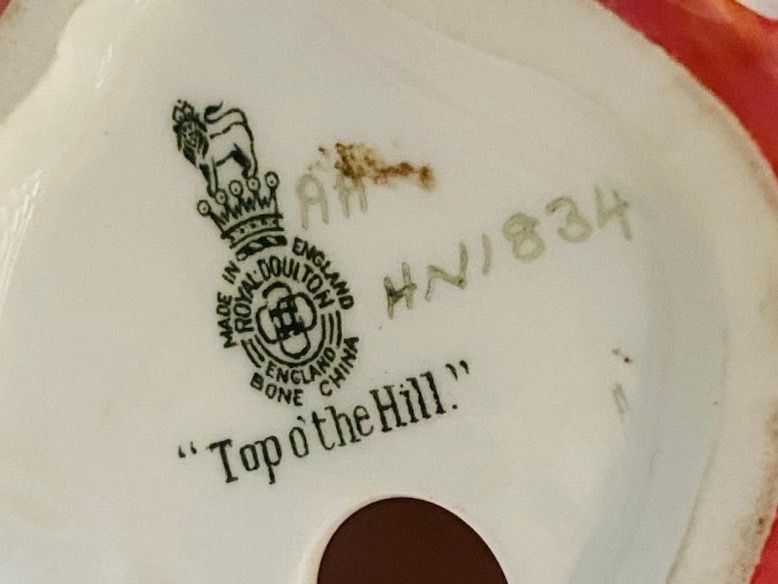 AH
HN1834
MADE IN ENGLAND
ROYAL DOULTON
ENGLAND
BONE CHINA
“Top o' the Hill.”